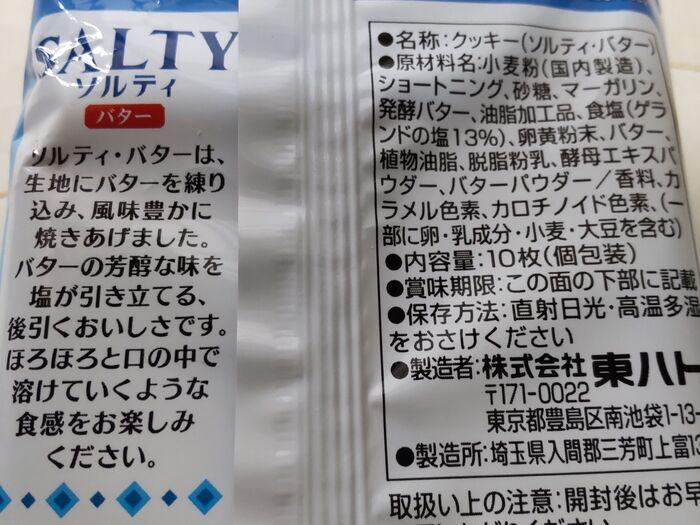 SALTY
ソルティ
バター
ソルティ・バターは、
生地にバターを練り
込み、風味豊かに
焼きあげました。
バターの芳醇な味を
塩が引き立てる、
後引くおいしさです。
ほろほろと口の中で
溶けていくような
食感をお楽しみ
ください。
●名称:クッキー(ソルティ・バター)
●原材料名:小麦粉(国内製造)、
ショートニング、砂糖、マーガリン、
発酵バター、油脂加工品、食塩(ゲラ
ンドの塩13%)、卵黄粉末、バター、
植物油脂、脱脂粉乳、酵母エキスパ
ウダー、バターパウダー/香料、カ
ラメル色素、カロチノイド色素、(一
部に卵・乳成分・小麦・大豆を含む)
●内容量:10枚(個包装)
●賞味期限:この面の下部に記載
●保存方法:直射日光・高温多湿
をおさけください
●製造者:株式会社 東ハト
〒171-0022
東京都豊島区南池袋1-13-
●製造所:埼玉県入間郡三芳町上富13
取扱い上の注意:開封後はお早